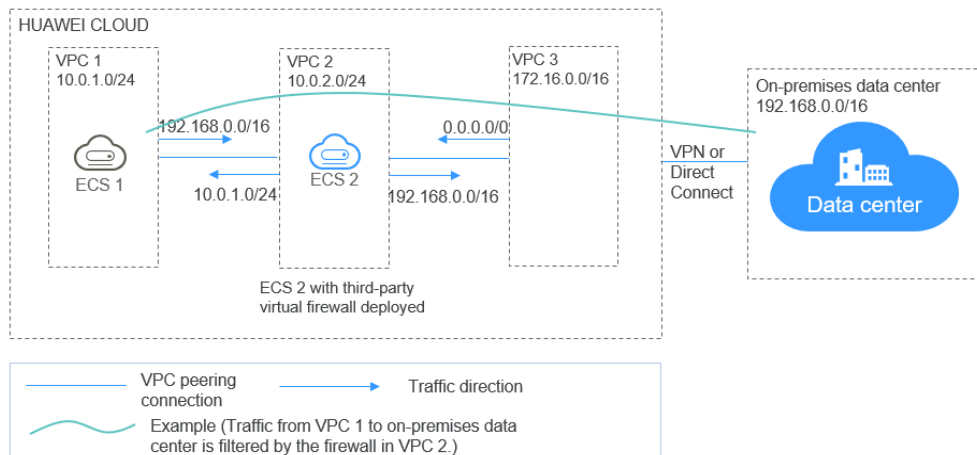 HUAWEI CLOUD
VPC 1
10.0.1.0/24
VPC 2
10.0.2.0/24
VPC 3
172.16.0.0/16
On-premises data center
192.168.0.0/16
192.168.0.0/16
0.0.0.0/0
ECS 1
ECS 2
10.0.1.0/24
192.168.0.0/16
VPN or
Direct
Connect
Data center
ECS 2 with third-party
virtual firewall deployed
VPC peering
connection
Traffic direction
Example (Traffic from VPC 1 to on-premises data
center is filtered by the firewall in VPC 2.)